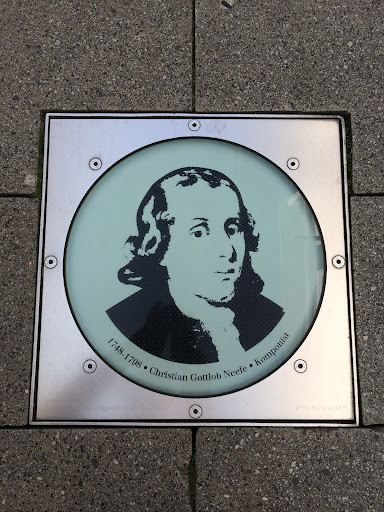 1748-1798 • Christian Gottlob Neefe • Komponist